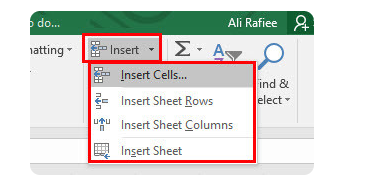 o do...
Ali Rafiee
matting
Insert
Σ
A
Z
Insert Cells...
Insert Sheet Rows
Insert Sheet Columns
Insert Sheet
ind &
elect